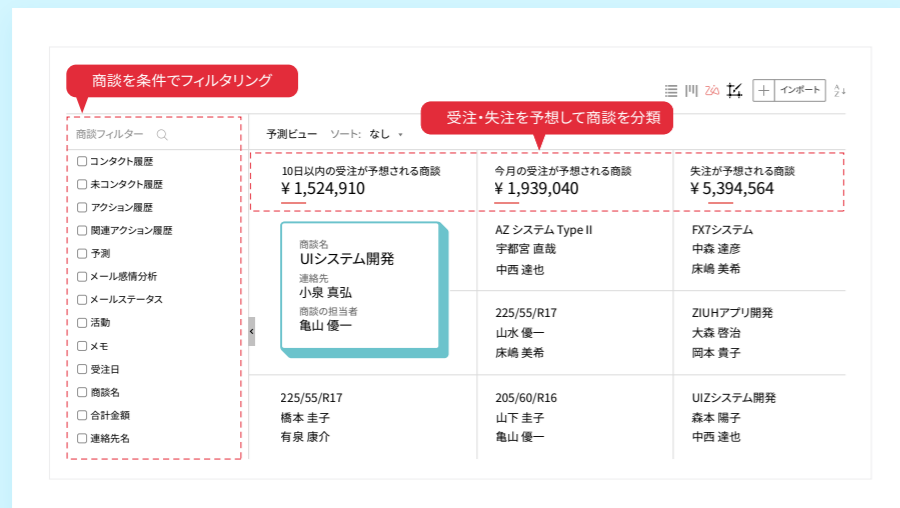 商談を条件でフィルタリング
インポート
受注・失注を予想して商談を分類
商談フィルター
コンタクト履歴
未コンタクト履歴
アクション履歴
関連アクション履歴
予測
メール感情分析
メールステータス
活動
メモ
受注日
商談名
合計金額
連絡先名
予測ビュー ソート: なし
10日以内の受注が予想される商談
¥ 1,524,910
今月の受注が予想される商談
¥ 1,939,040
失注が予想される商談
¥ 5,394,564
商談名
UIシステム開発
連絡先
小泉 真弘
商談の担当者
亀山 優一
AZ システム Type II
宇都宮 直哉
中西 達也
FX7システム
中森 達彦
床嶋 美希
225/55/R17
山水 優一
床嶋 美希
ZIUHアプリ開発
大森 啓治
岡本 貴子
225/55/R17
橋本 圭子
有泉 康介
205/60/R16
山下 圭子
亀山 優一
UIZシステム開発
森本 陽子
中西 達也